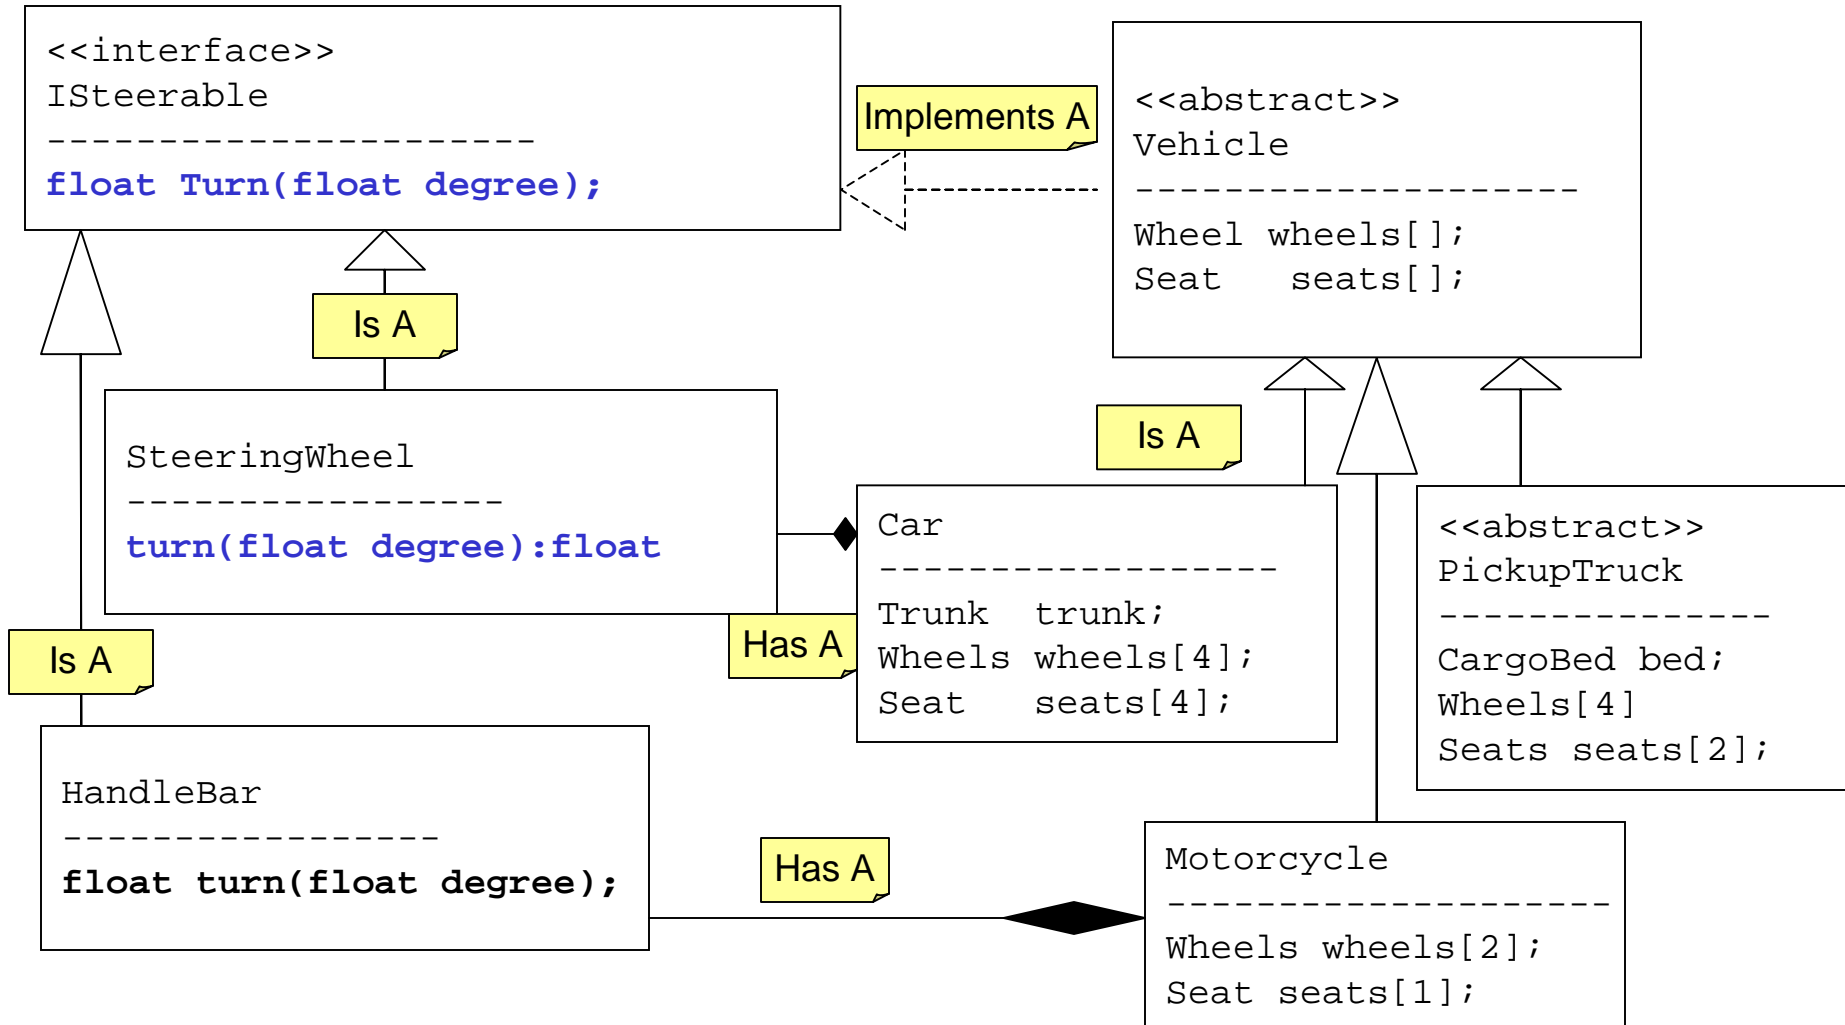 <<interface>>
ISteerable
----------------------
float Turn(float degree);
Implements A
<<abstract>>
Vehicle
--------------------
Wheel wheels[];
Seat   seats[];
Is A
SteeringWheel
-----------------
turn(float degree):float
Is A
Car
------------------
Trunk  trunk;
Wheels wheels[4];
Seat   seats[4];
Has A
<<abstract>>
PickupTruck
---------------
CargoBed bed;
Wheels[4]
Seats seats[2];
Is A
HandleBar
-----------------
float turn(float degree);
Has A
Motorcycle
--------------------
Wheels wheels[2];
Seat seats[1];